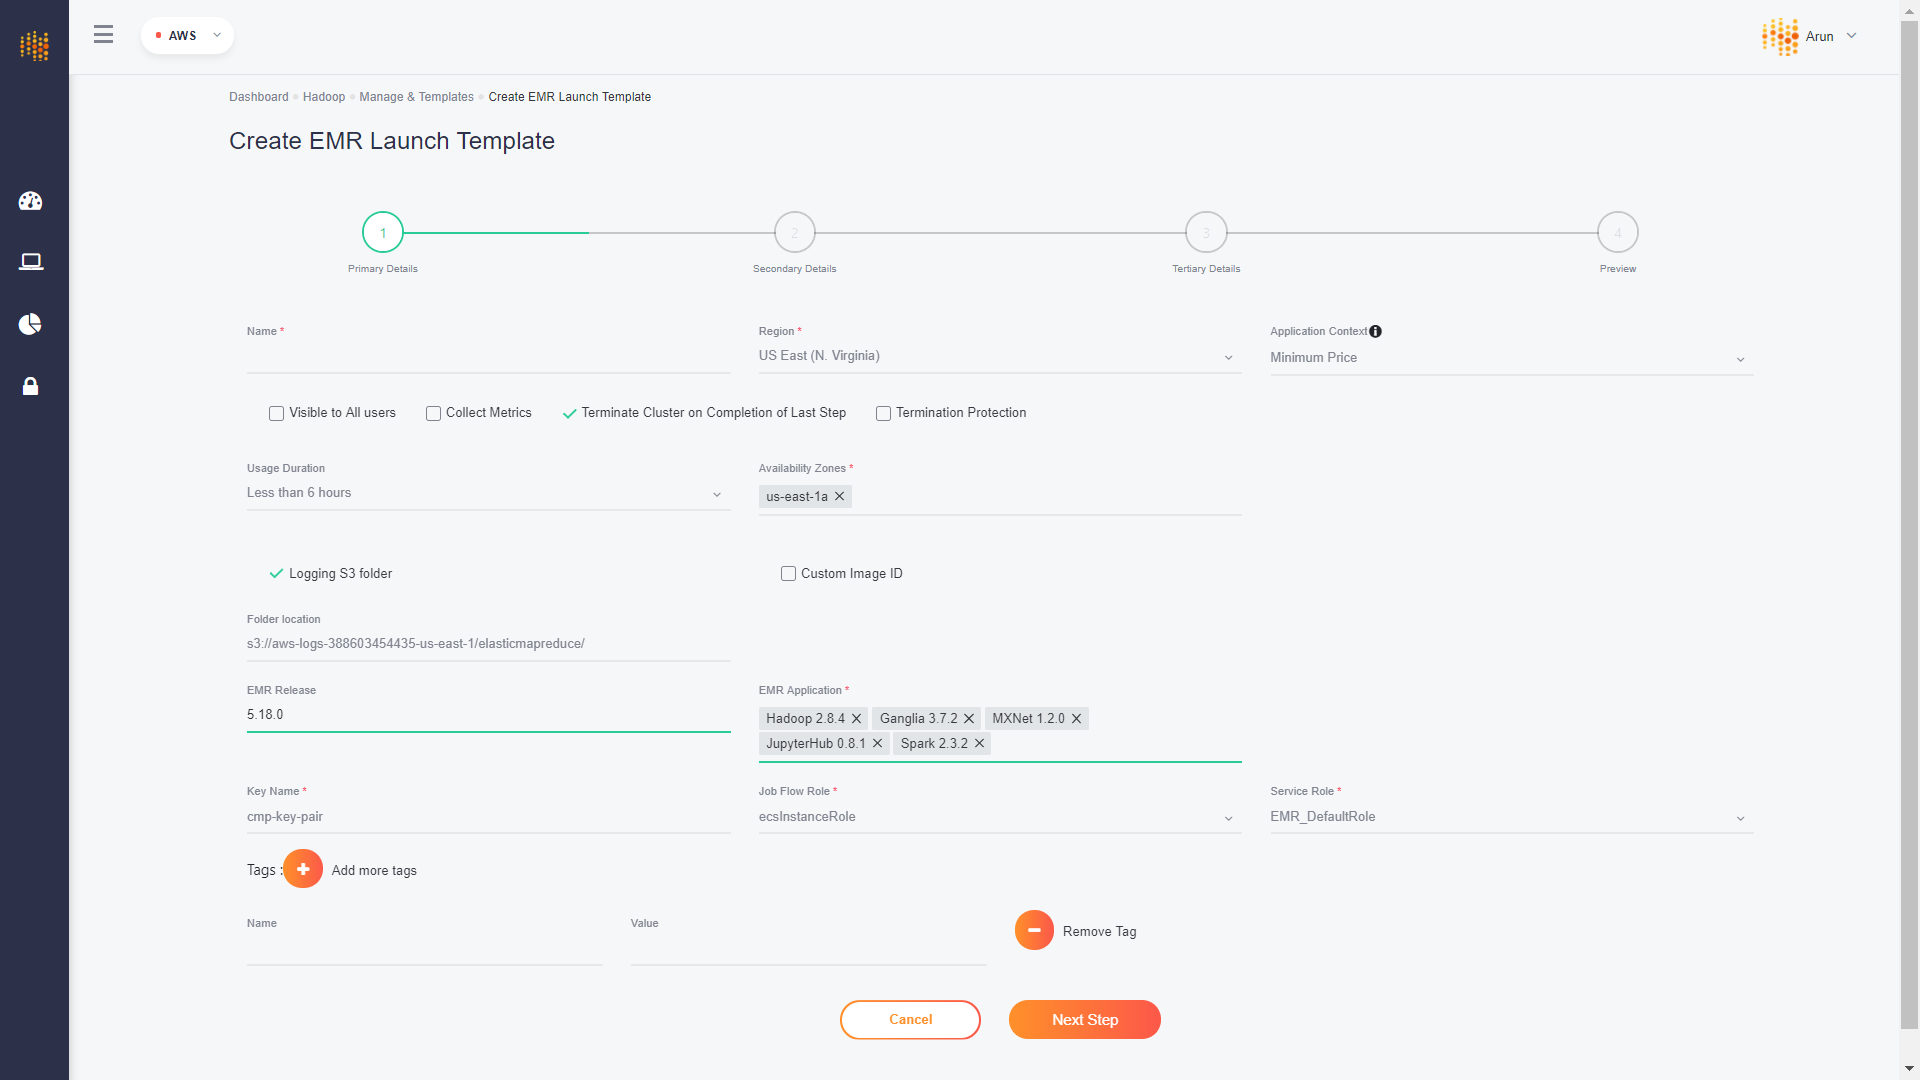 AWS
Arun
Dashboard Hadoop Manage & Templates Create EMR Launch Template
Create EMR Launch Template
1
2
3
4
Primary Details
Secondary Details
Tertiary Details
Preview
Name *
Region *
Application Context
US East (N. Virginia)
Minimum Price
Visible to All users
Collect Metrics
Terminate Cluster on Completion of Last Step
Termination Protection
Usage Duration
Availability Zones *
Less than 6 hours
us-east-1a
Logging S3 folder
Custom Image ID
Folder location
s3://aws-logs-388603454435-us-east-1/elasticmapreduce/
EMR Release
EMR Application *
5.18.0
Hadoop 2.8.4 Ganglia 3.7.2 MXNet 1.2.0
JupyterHub 0.8.1 Spark 2.3.2
Key Name *
Job Flow Role *
Service Role *
cmp-key-pair
ecsInstanceRole
EMR_DefaultRole
Tags :
Add more tags
Name
Value
Remove Tag
Cancel
Next Step